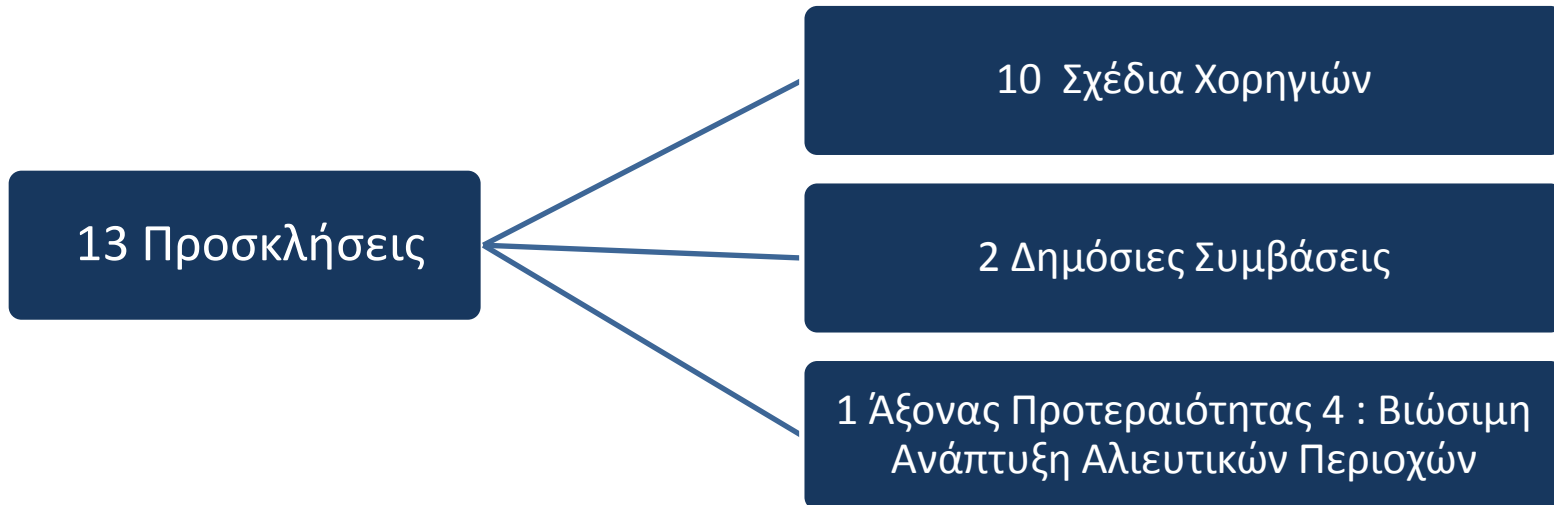 13 Προσκλήσεις
10 Σχέδια Χορηγιών
2 Δημόσιες Συμβάσεις
1 Άξονας Προτεραιότητας 4 : Βιώσιμη
Ανάπτυξη Αλιευτικών Περιοχών